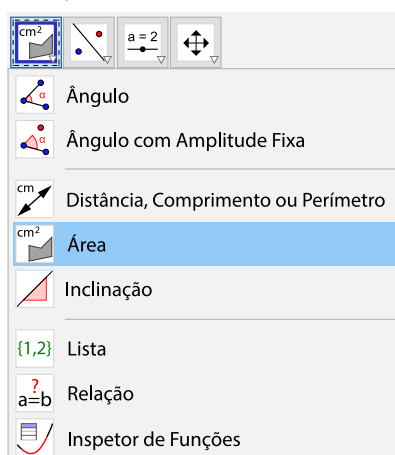 cm²
a = 2
α
Ângulo
α
Ângulo com Amplitude Fixa
cm
Distância, Comprimento ou Perímetro
cm²
Área
Inclinação
{1,2}
Lista
?
a=b
Relação
Inspetor de Funções